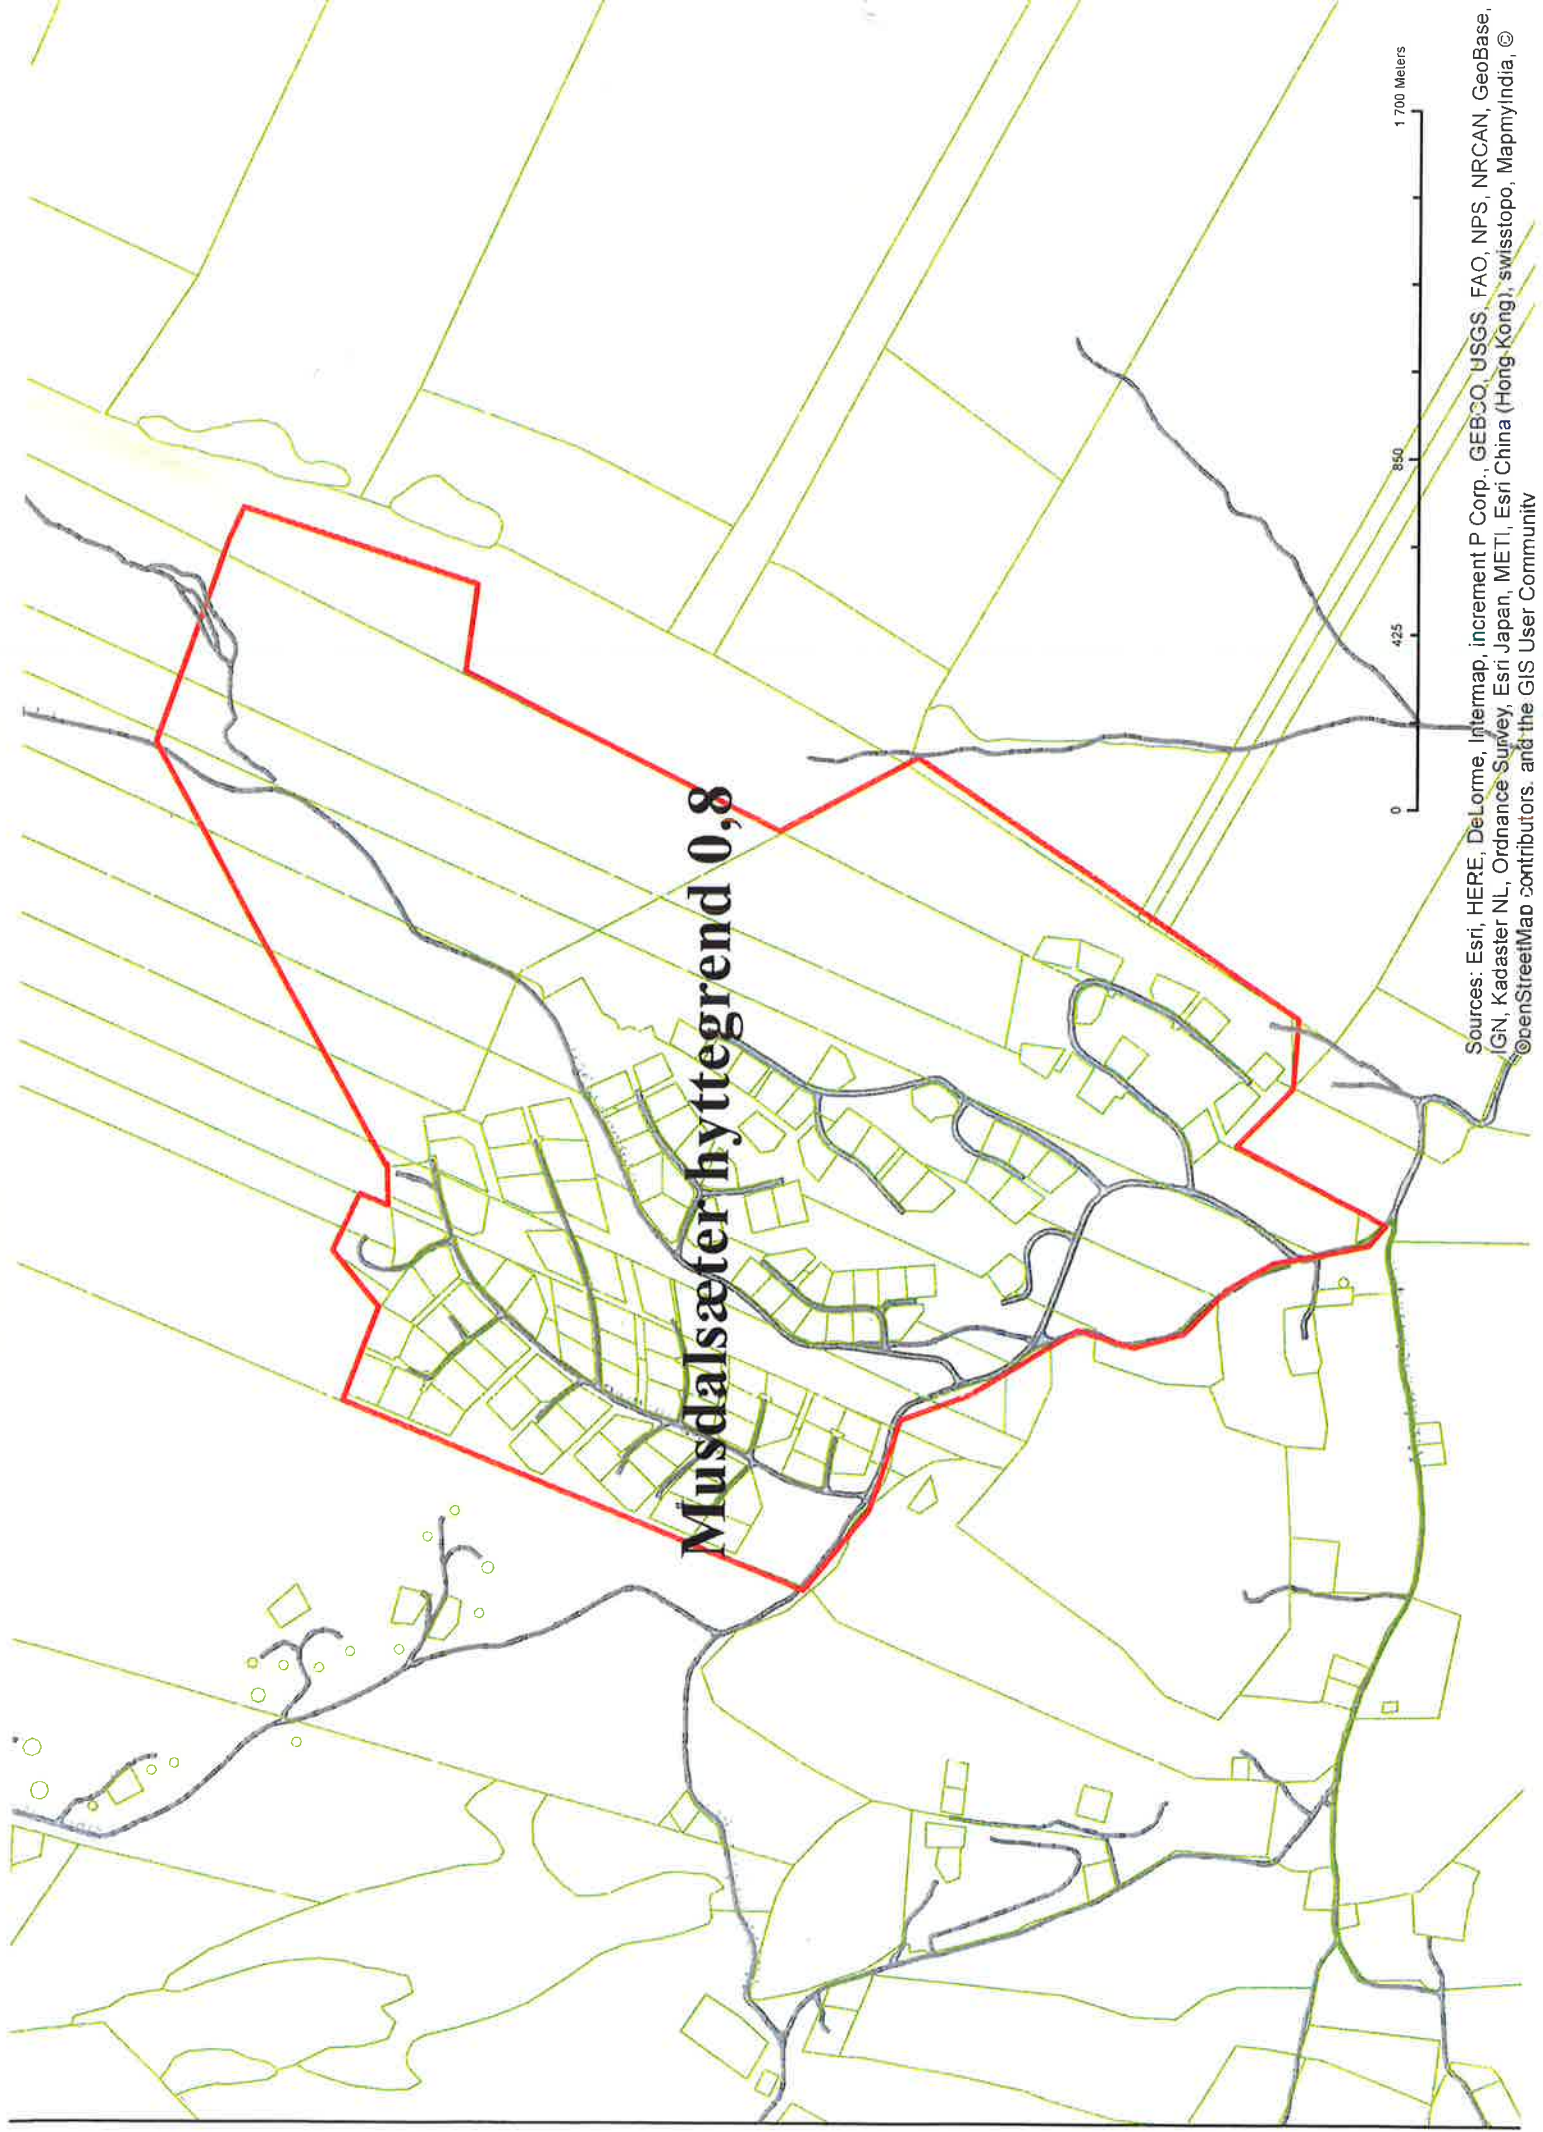 Musdalsæter hyttegrend 0,8
0 425 850 1 700 Meters
Sources: Esri, HERE, DeLorme, Intermap, increment P Corp., GEBCO, USGS, FAO, NPS, NRCAN, GeoBase,
IGN, Kadaster NL, Ordnance Survey, Esri Japan, METI, Esri China (Hong Kong), swisstopo, MapmyIndia, ©
OpenStreetMap contributors, and the GIS User Community